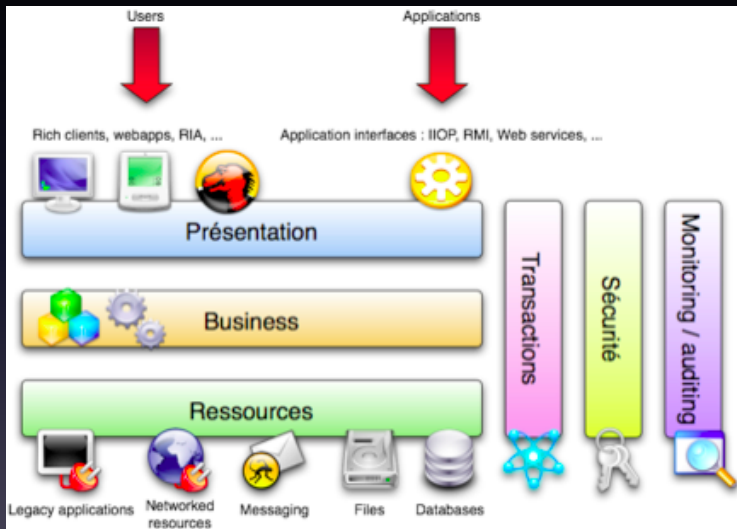 Users
Applications
Rich clients, webapps, RIA, ...
Application interfaces : IIOP, RMI, Web services, ...
Présentation
Business
Ressources
Transactions
Sécurité
Monitoring / auditing
Legacy applications
Networked
resources
Messaging
Files
Databases